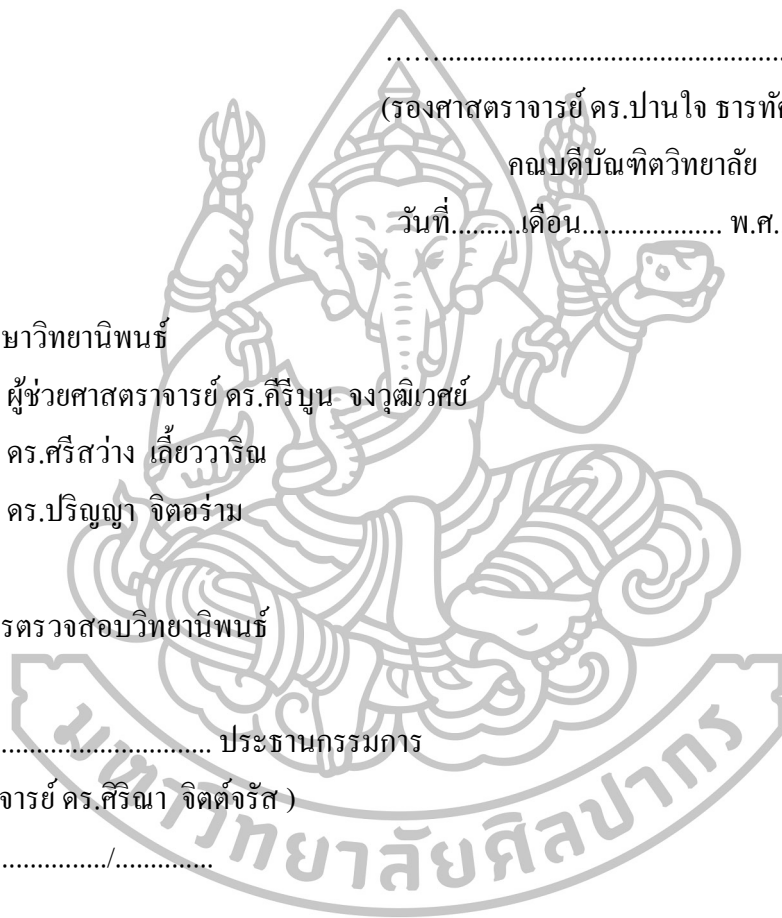 …….................................................
(รองศาสตราจารย์ ดร.ปานใจ ธารทัศ
คณบดีบัณฑิตวิทยาลัย
วันที่..........เดือน.................... พ.ศ.
ษาวิทยานิพนธ์
ผู้ช่วยศาสตราจารย์ ดร.คีรีบูน จงวุฒิเวศย์
ดร.ศรีสว่าง เลี้ยววาริณ
ดร.ปริญญา จิตอร่าม
รตรวจสอบวิทยานิพนธ์
.............................. ประธานกรรมการ
จารย์ ดร.ศิริณา จิตต์จรัส )
.............../..............
มหาวิทยาลัยศิลปากร